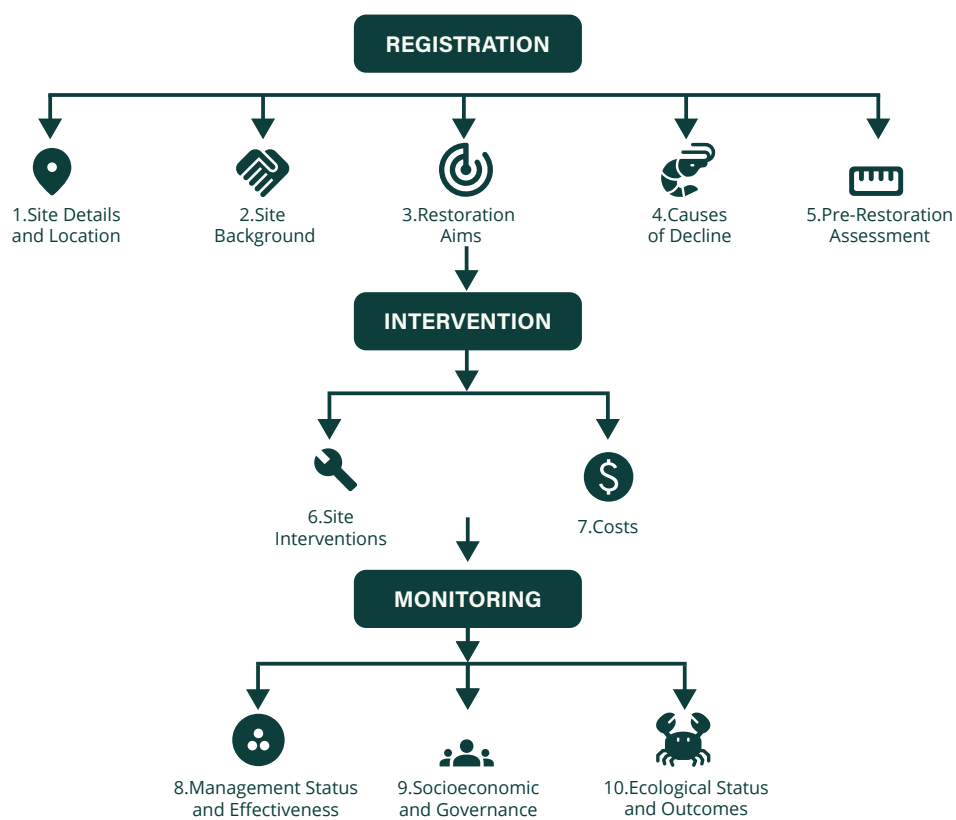 REGISTRATION
1.Site Details
and Location
2.Site
Background
3.Restoration
Aims
4.Causes
of Decline
5.Pre-Restoration
Assessment
INTERVENTION
6.Site
Interventions
$
7.Costs
MONITORING
8.Management Status
and Effectiveness
9.Socioeconomic
and Governance
10.Ecological Status
and Outcomes